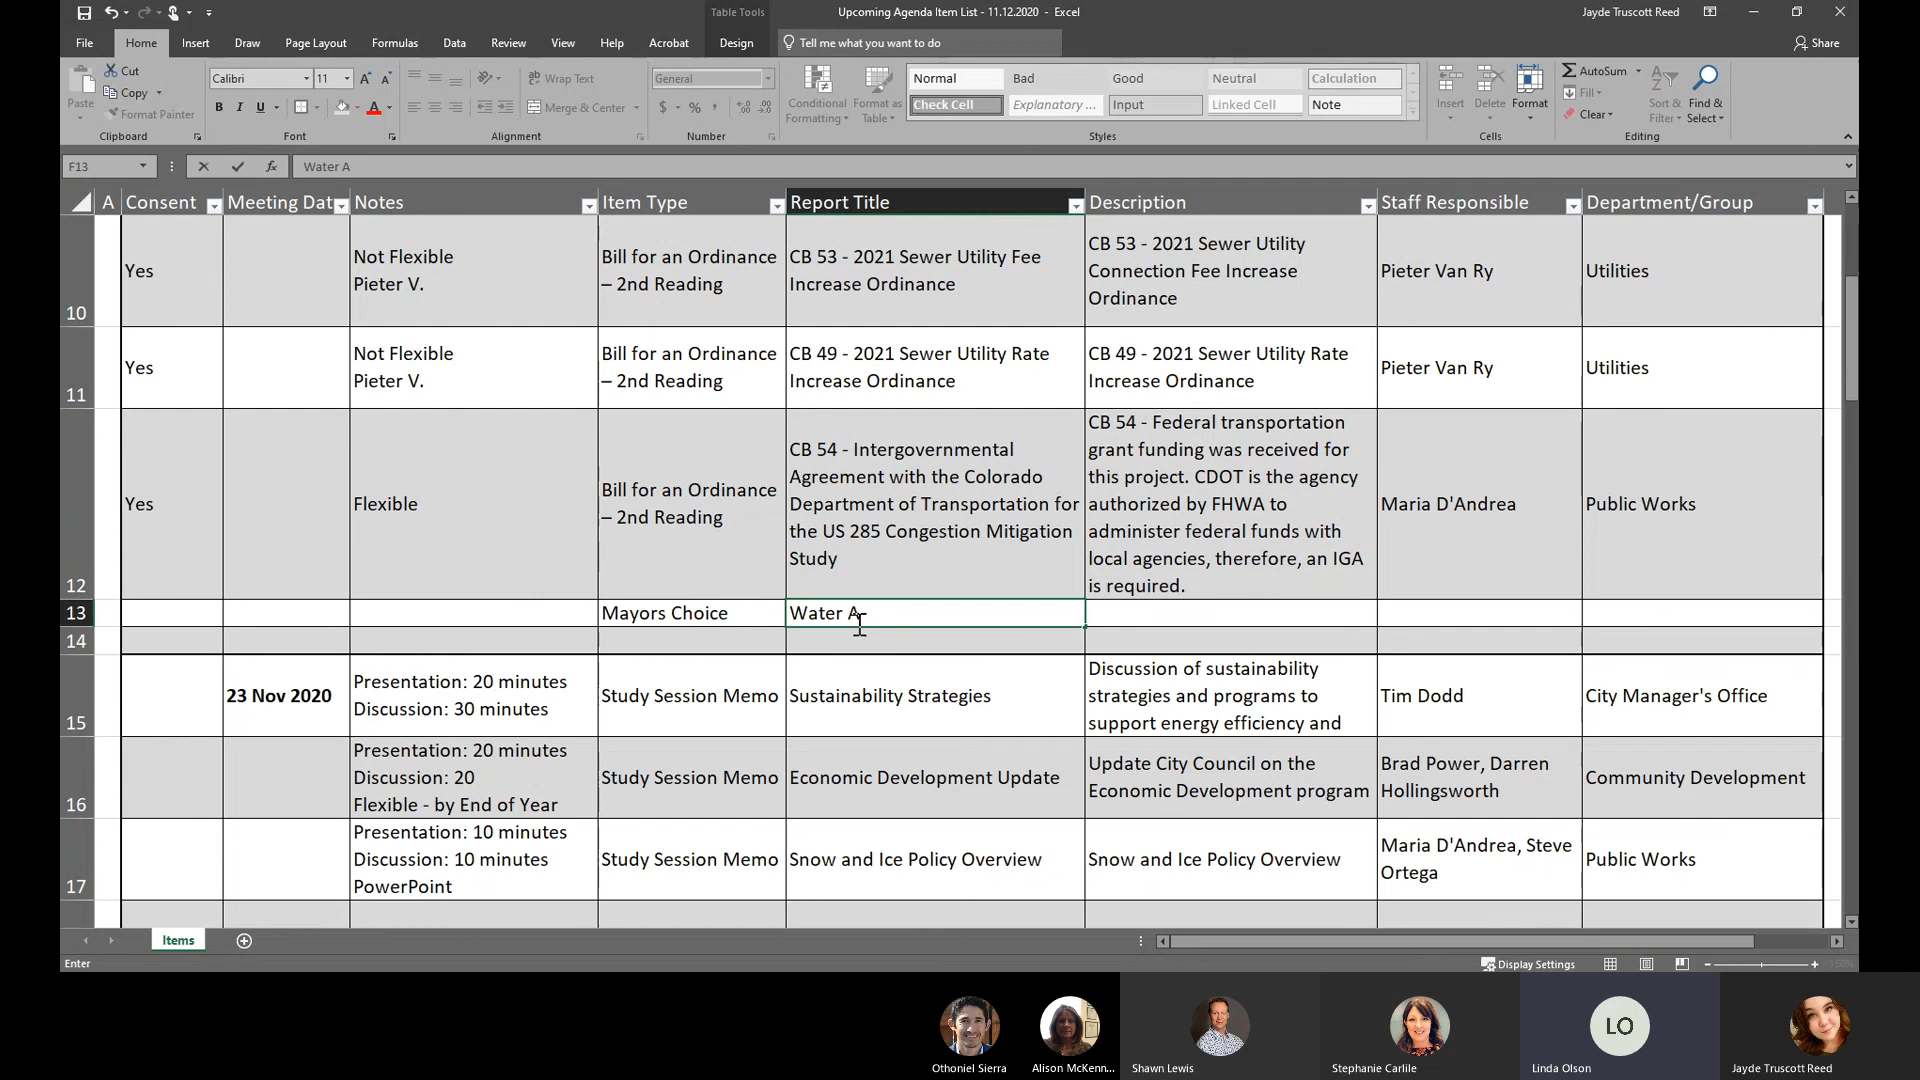 Table Tools
Upcoming Agenda Item List - 11.12.2020 - Excel
Jayde Truscott Reed
File
Home
Insert
Draw
Page Layout
Formulas
Data
Review
View
Help
Acrobat
Design
Tell me what you want to do
Share
Paste
Cut
Copy
Format Painter
Clipboard
Calibri
11
B I U
Font
Wrap Text
Merge & Center
Alignment
General
$ % ,
Number
Conditional
Formatting
Format as
Table
Normal
Bad
Good
Neutral
Calculation
Check Cell
Explanatory ...
Input
Linked Cell
Note
Styles
Insert
Delete
Format
Cells
AutoSum
Fill
Clear
Sort &
Filter
Find &
Select
Editing
F13
fx
Water A
A
Consent
Meeting Dat
Notes
Item Type
Report Title
Description
Staff Responsible
Department/Group
10
Yes
Not Flexible
Pieter V.
Bill for an Ordinance
– 2nd Reading
CB 53 - 2021 Sewer Utility Fee
Increase Ordinance
CB 53 - 2021 Sewer Utility
Connection Fee Increase
Ordinance
Pieter Van Ry
Utilities
11
Yes
Not Flexible
Pieter V.
Bill for an Ordinance
– 2nd Reading
CB 49 - 2021 Sewer Utility Rate
Increase Ordinance
CB 49 - 2021 Sewer Utility Rate
Increase Ordinance
Pieter Van Ry
Utilities
12
Yes
Flexible
Bill for an Ordinance
– 2nd Reading
CB 54 - Intergovernmental
Agreement with the Colorado
Department of Transportation for
the US 285 Congestion Mitigation
Study
CB 54 - Federal transportation
grant funding was received for
this project. CDOT is the agency
authorized by FHWA to
administer federal funds with
local agencies, therefore, an IGA
is required.
Maria D'Andrea
Public Works
13
Mayors Choice
Water A
14
15
23 Nov 2020
Presentation: 20 minutes
Discussion: 30 minutes
Study Session Memo
Sustainability Strategies
Discussion of sustainability
strategies and programs to
support energy efficiency and
Tim Dodd
City Manager's Office
16
Presentation: 20 minutes
Discussion: 20
Flexible - by End of Year
Study Session Memo
Economic Development Update
Update City Council on the
Economic Development program
Brad Power, Darren
Hollingsworth
Community Development
17
Presentation: 10 minutes
Discussion: 10 minutes
PowerPoint
Study Session Memo
Snow and Ice Policy Overview
Snow and Ice Policy Overview
Maria D'Andrea, Steve
Ortega
Public Works
Items
Enter
Display Settings
150%
LO
Othoniel Sierra
Alison McKenn...
Shawn Lewis
Stephanie Carlile
Linda Olson
Jayde Truscott Reed